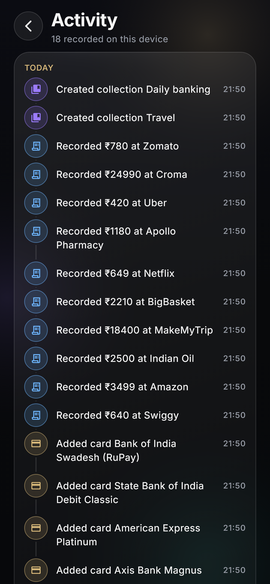 Activity
18 recorded on this device
TODAY
Created collection Daily banking 21:50
Created collection Travel 21:50
Recorded ₹780 at Zomato 21:50
Recorded ₹24990 at Croma 21:50
Recorded ₹420 at Uber 21:50
Recorded ₹1180 at Apollo 21:50
Pharmacy
Recorded ₹649 at Netflix 21:50
Recorded ₹2210 at BigBasket 21:50
Recorded ₹18400 at MakeMyTrip 21:50
Recorded ₹2500 at Indian Oil 21:50
Recorded ₹3499 at Amazon 21:50
Recorded ₹640 at Swiggy 21:50
Added card Bank of India 21:50
Swadesh (RuPay)
Added card State Bank of India 21:50
Debit Classic
Added card American Express 21:50
Platinum
Added card Axis Bank Magnus 21:50